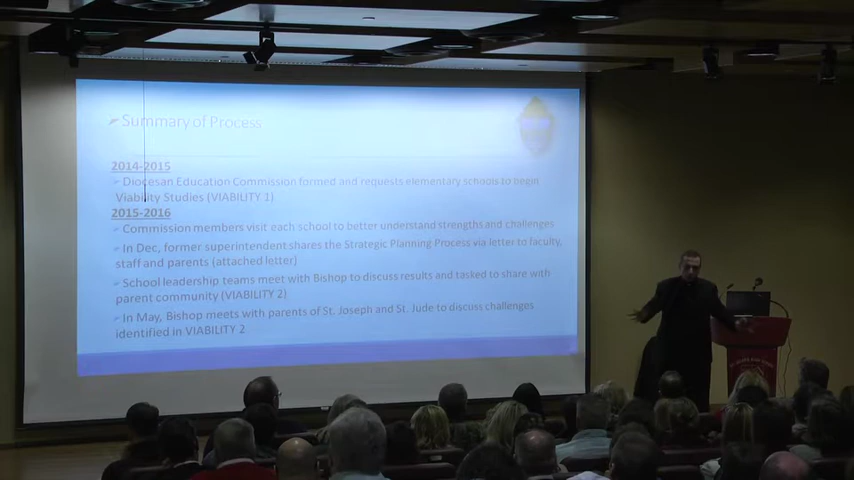 Summary of Process
2014-2015
Diocesan Education Commission formed and requests elementary schools to begin
Viability Studies (VIABILITY 1)
2015-2016
Commission members visit each school to better understand strengths and challenges
In Dec, former superintendent shares the Strategic Planning Process via letter to faculty,
staff and parents (attached letter)
School leadership teams meet with Bishop to discuss results and tasked to share with
parent community (VIABILITY 2)
In May, Bishop meets with parents of St. Joseph and St. Jude to discuss challenges
identified in VIABILITY 2